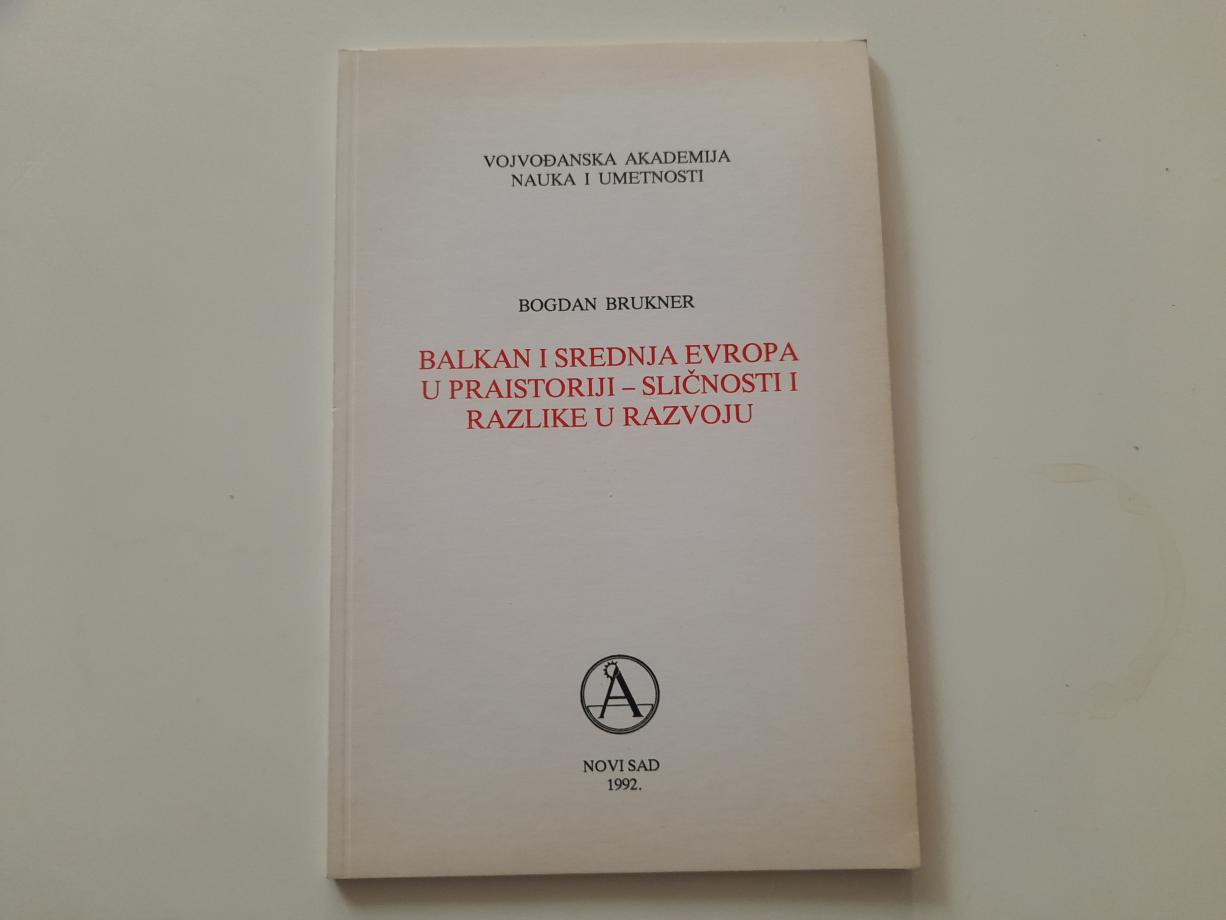 VOJVOĐANSKA AKADEMIJA
NAUKA I UMETNOSTI
BOGDAN BRUKNER
BALKAN I SREDNJA EVROPA
U PRAISTORIJI – SLIČNOSTI I
RAZLIKE U RAZVOJU
A
NOVI SAD
1992.